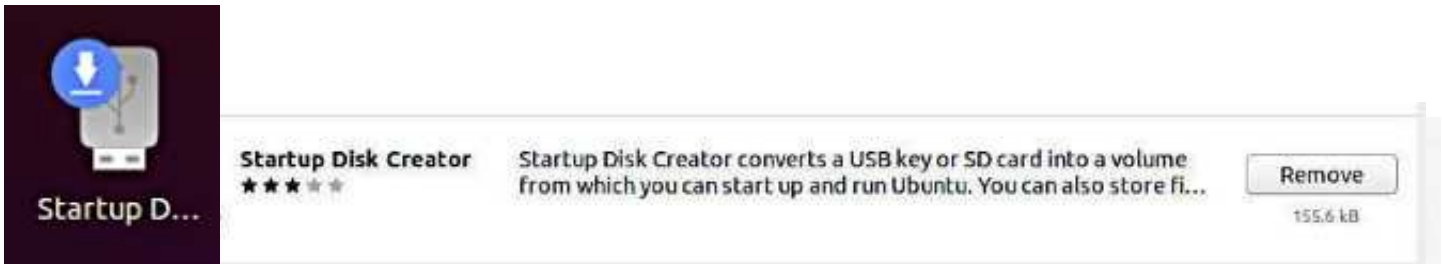 Startup D...
Startup Disk Creator
Startup Disk Creator converts a USB key or SD card into a volume
from which you can start up and run Ubuntu. You can also store fi...
Remove
155.6 kB